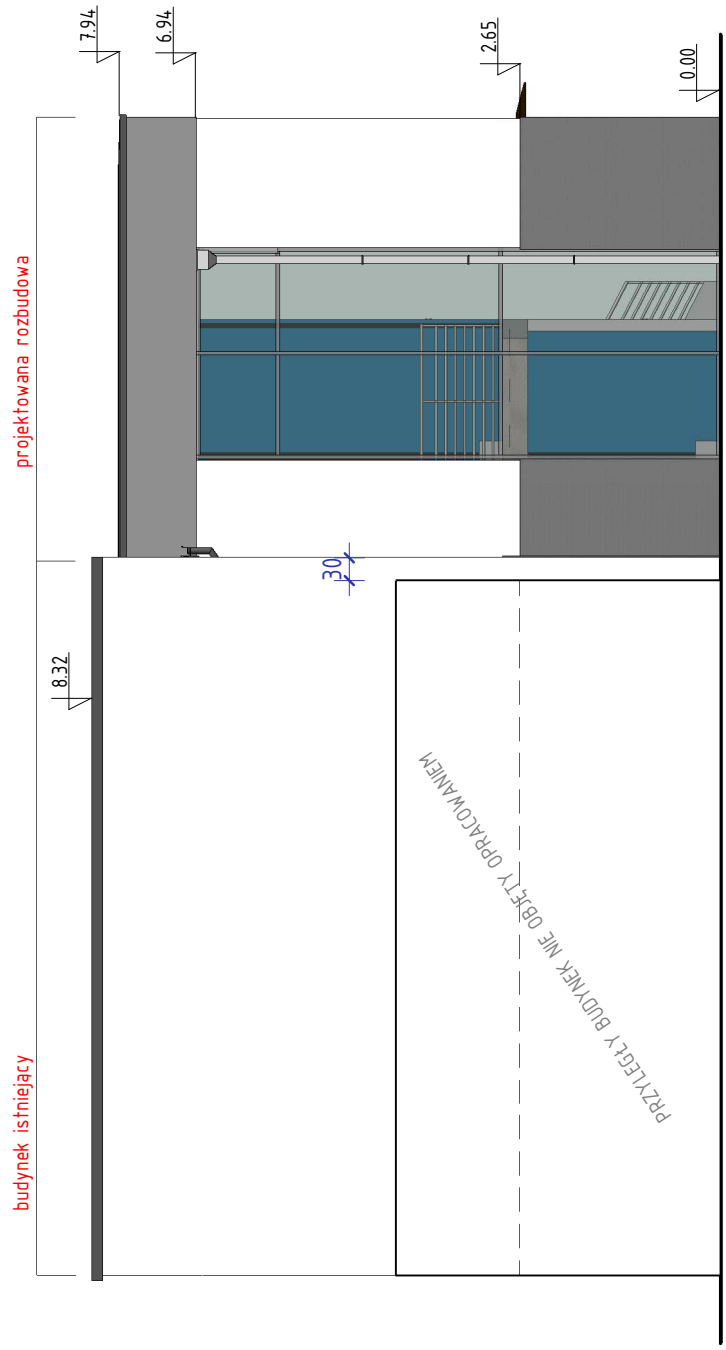 budynek istniejący
projektowana rozbudowa
8.32
7.94
6.94
2.65
0.00
30
PRZYLEGŁY BUDYNEK NIE OBJĘTY OPRACOWANIEM